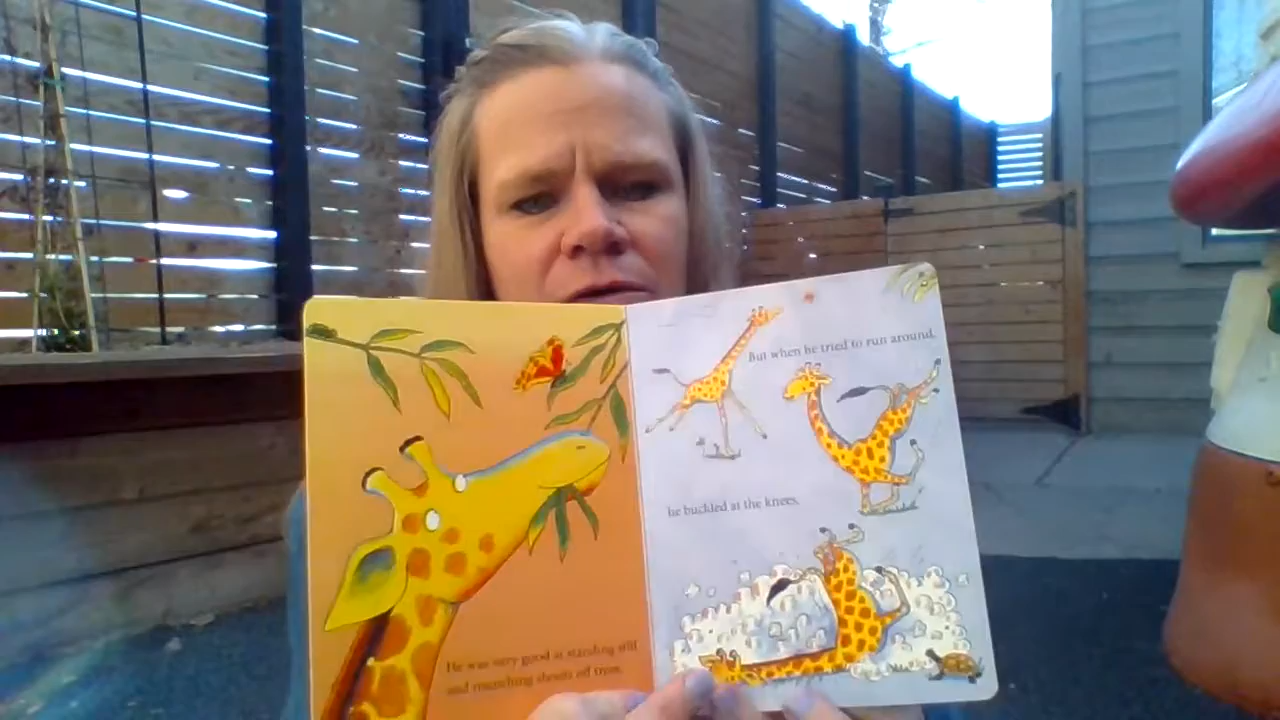 He was very good at standing still
and munching shoots off trees.
But when he tried to run around,
he buckled at the knees.